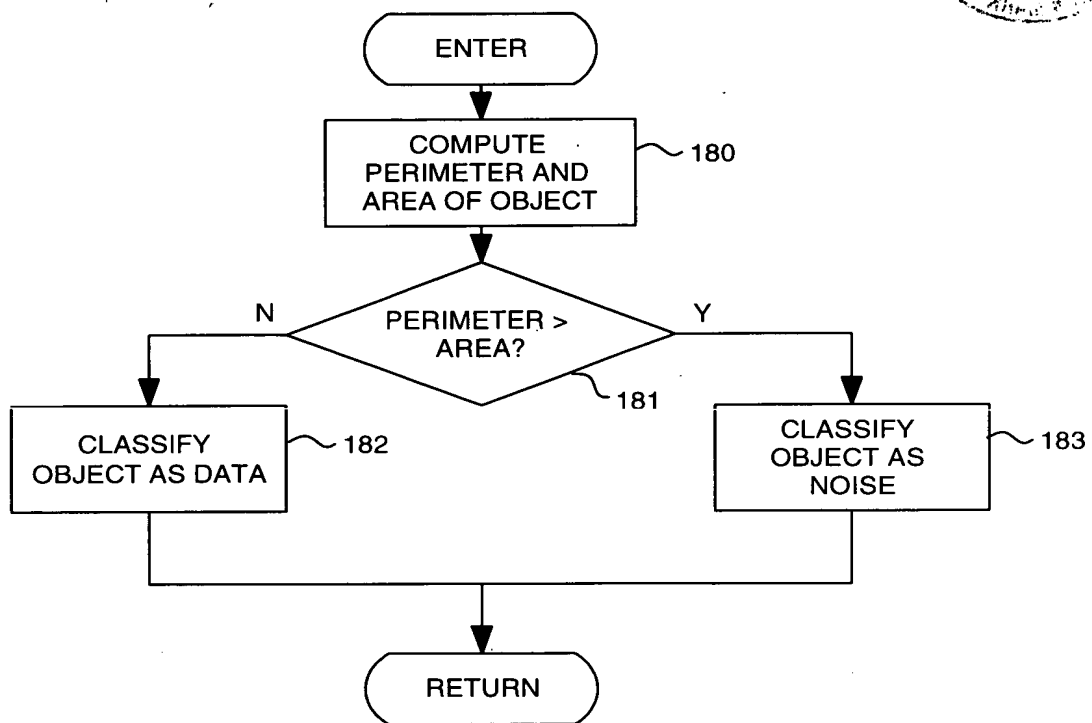 ENTER
COMPUTE
PERIMETER AND
AREA OF OBJECT
180
PERIMETER >
AREA?
N
Y
181
CLASSIFY
OBJECT AS DATA
182
CLASSIFY
OBJECT AS
NOISE
183
RETURN